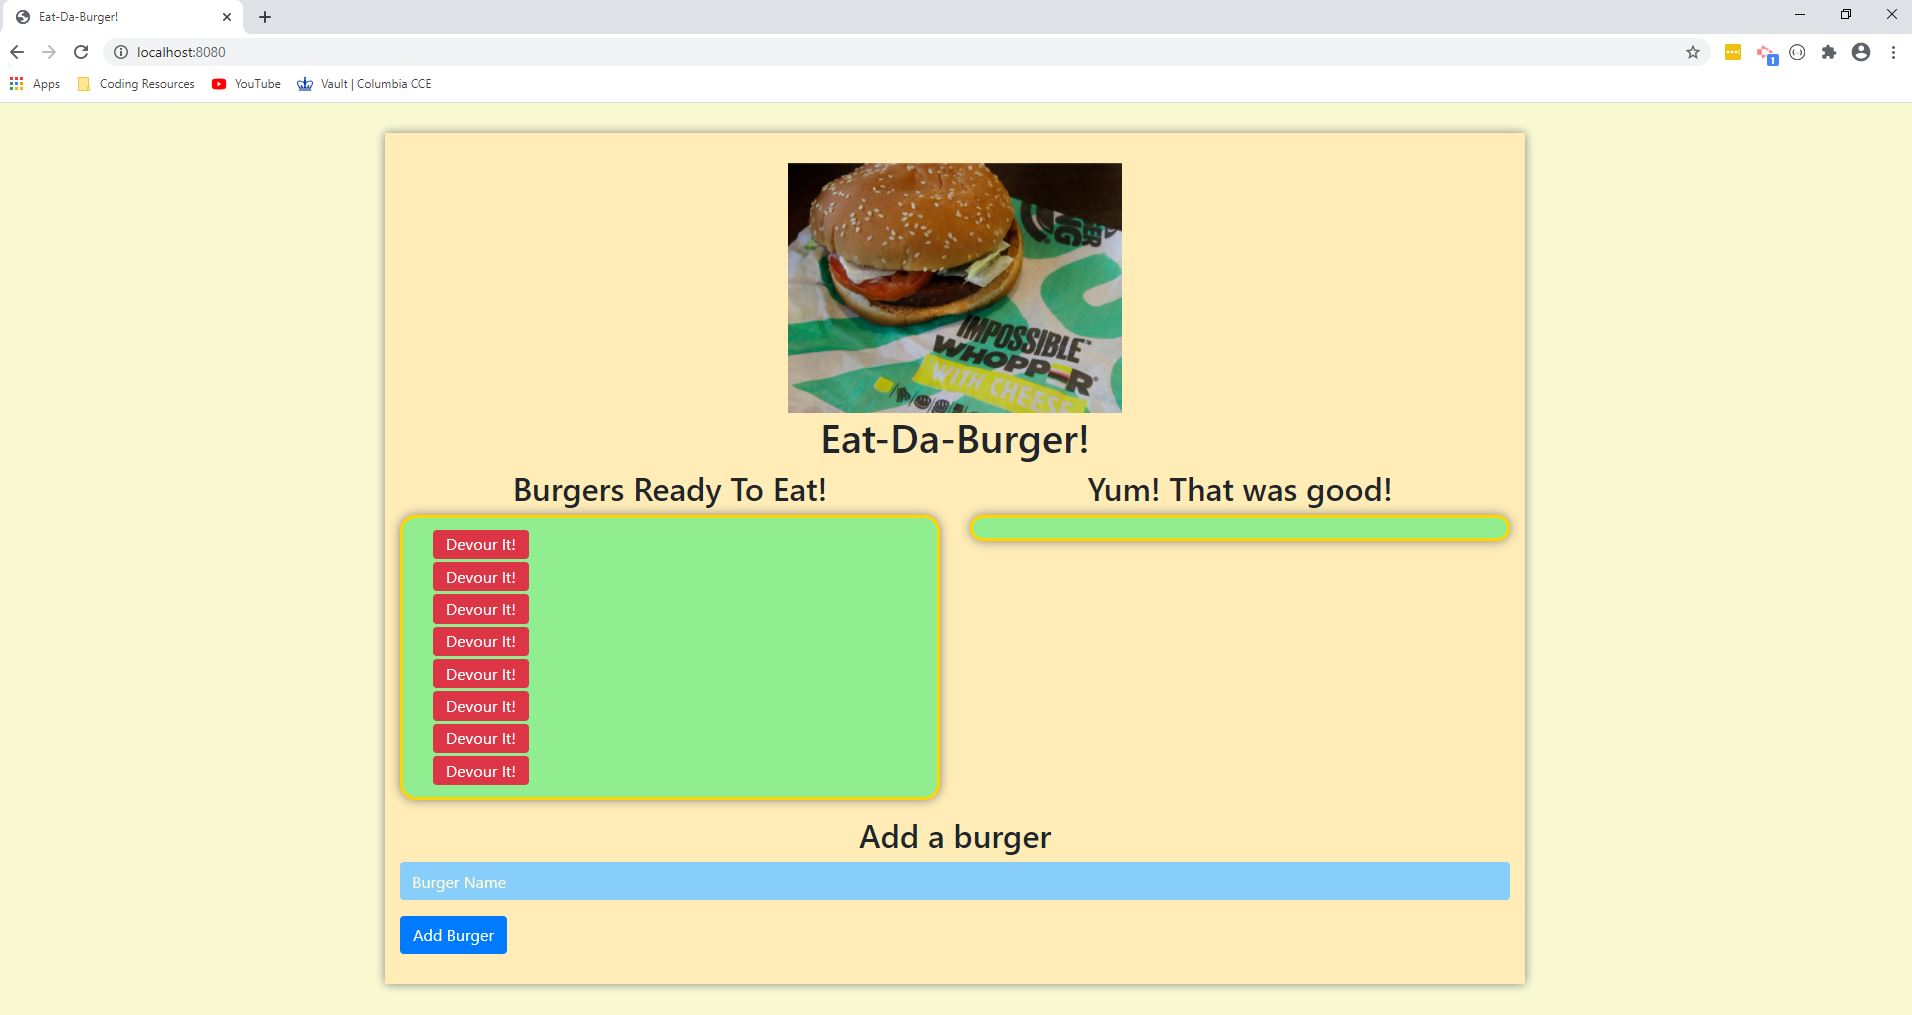 Eat-Da-Burger!
localhost:8080
1
Apps
Coding Resources
YouTube
Vault | Columbia CCE
IMPOSSIBLE™
WHOPPER®
WITH CHEESE
Eat-Da-Burger!
Burgers Ready To Eat!
Yum! That was good!
Devour It!
Devour It!
Devour It!
Devour It!
Devour It!
Devour It!
Devour It!
Devour It!
Add a burger
Burger Name
Add Burger